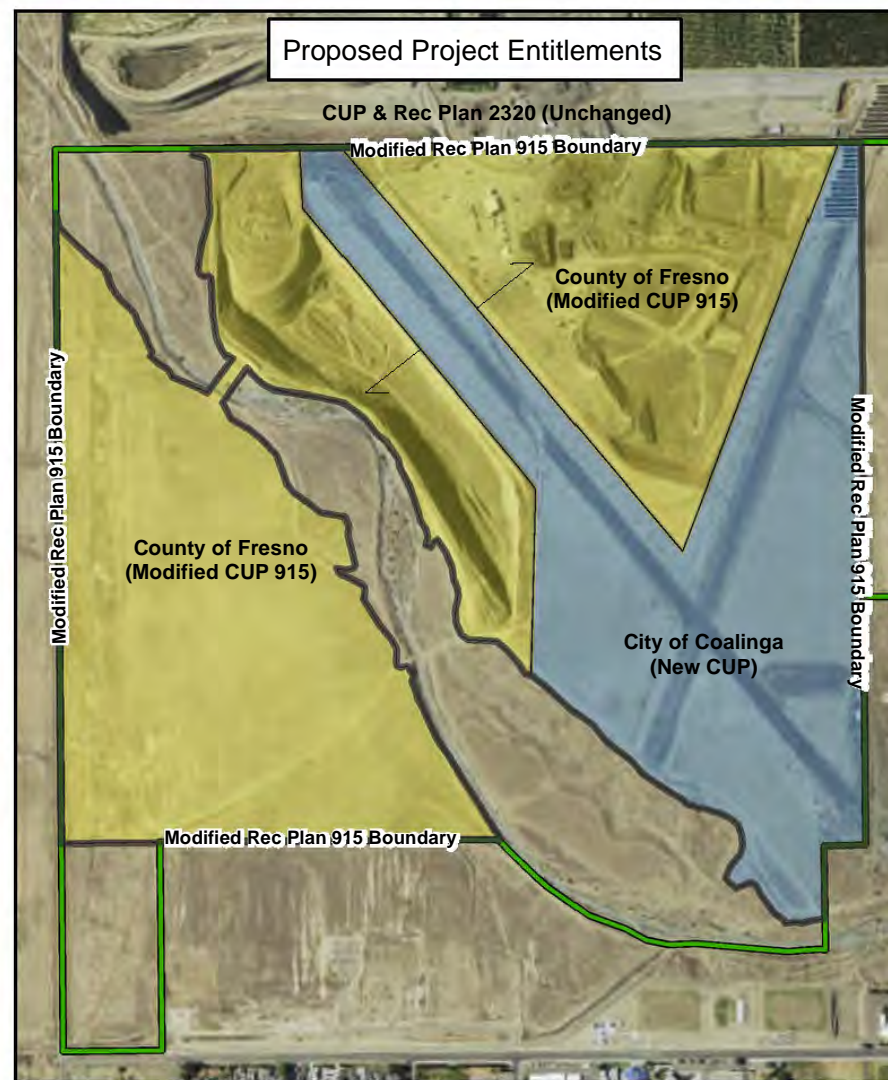 Proposed Project Entitlements
CUP & Rec Plan 2320 (Unchanged)
Modified Rec Plan 915 Boundary
County of Fresno
(Modified CUP 915)
Modified Rec Plan 915 Boundary
Modified Rec Plan 915 Boundary
County of Fresno
(Modified CUP 915)
City of Coalinga
(New CUP)
Modified Rec Plan 915 Boundary